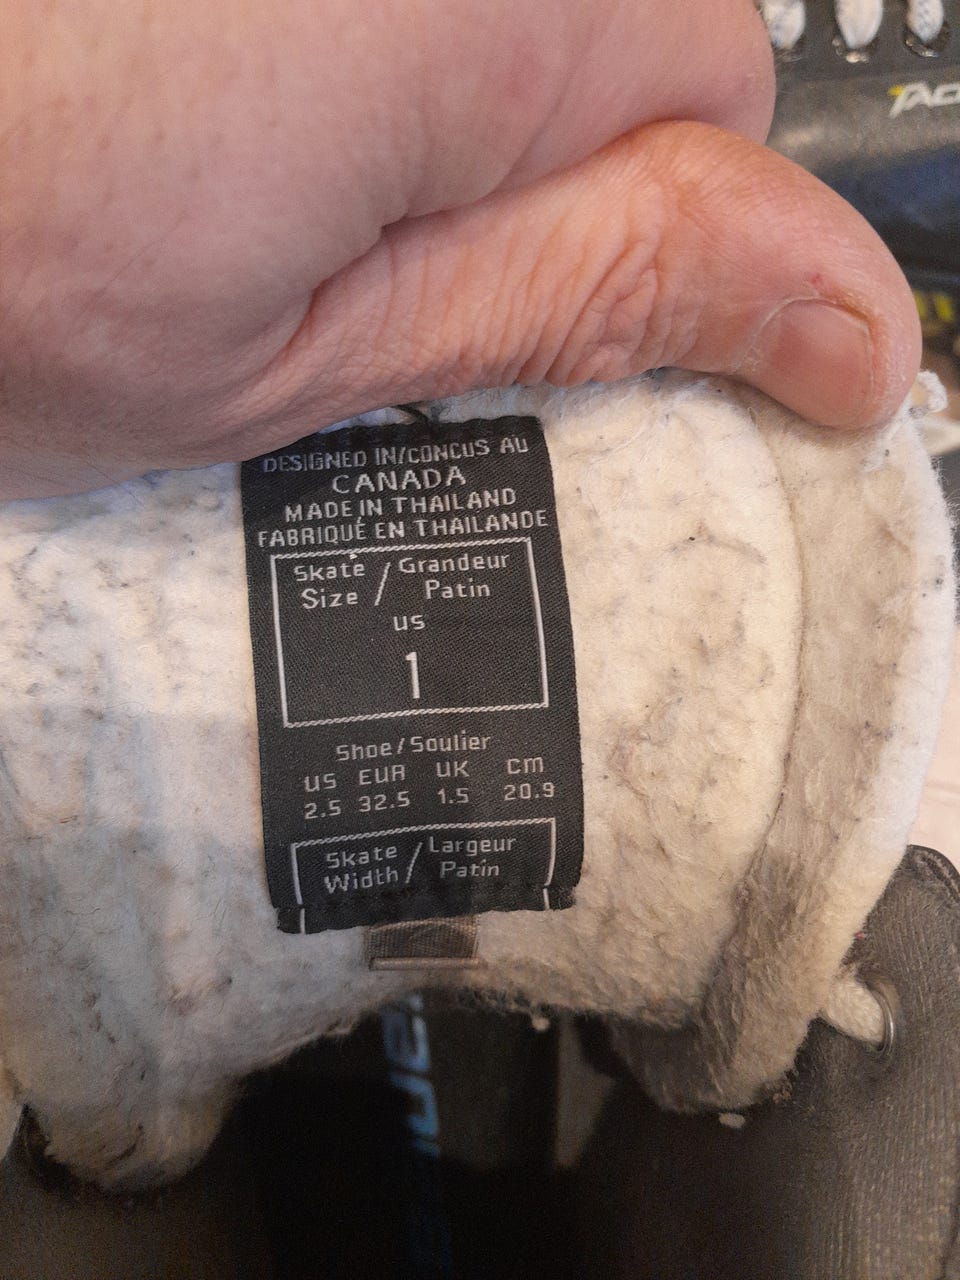 TAC
DESIGNED IN/CONCUS AU
CANADA
MADE IN THAILAND
FABRIQUÉ EN THAILANDE
Skate / Grandeur
Size / Patin
US
1
Shoe/Soulier
US EUR UK cm
2.5 32.5 1.5 20.9
Skate / Largeur
Width / Patin